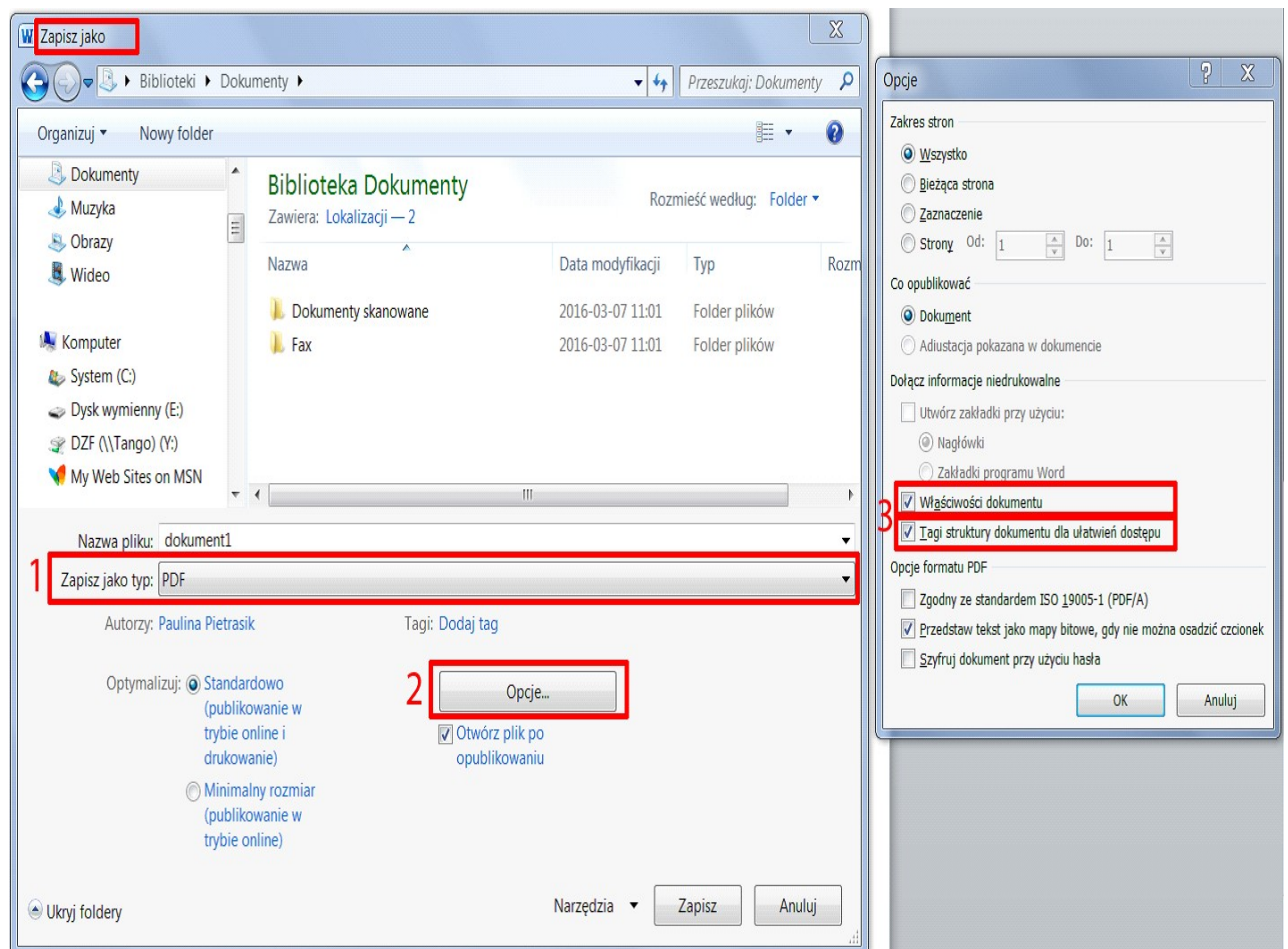 Zapisz jako
Biblioteki Dokumenty
Przeszukaj: Dokumenty
Organizuj Nowy folder
Dokumenty
Muzyka
Obrazy
Wideo
Komputer
System (C:)
Dysk wymienny (E:)
DZF (\\Tango) (Y:)
My Web Sites on MSN
Biblioteka Dokumenty
Zawiera: Lokalizacji — 2
Rozmieść według: Folder
Nazwa Data modyfikacji Typ Rozm
Dokumenty skanowane 2016-03-07 11:01 Folder plików
Fax 2016-03-07 11:01 Folder plików
Nazwa pliku: dokument1
1 Zapisz jako typ: PDF
Autorzy: Paulina Pietrasik Tagi: Dodaj tag
Optymalizuj: Standardowo
(publikowanie w
trybie online i
drukowanie)
Minimalny rozmiar
(publikowanie w
trybie online)
2 Opcje...
Otwórz plik po
opublikowaniu
Ukryj foldery Narzędzia Zapisz Anuluj
Opcje
Zakres stron
Wszystko
Bieżąca strona
Zaznaczenie
Strony Od: 1 Do: 1
Co opublikować
Dokument
Adiustacja pokazana w dokumencie
Dołącz informacje niedrukowalne
Utwórz zakładki przy użyciu:
Nagłówki
Zakładki programu Word
3 Właściwości dokumentu
Tagi struktury dokumentu dla ułatwień dostępu
Opcje formatu PDF
Zgodny ze standardem ISO 19005-1 (PDF/A)
Przedstaw tekst jako mapy bitowe, gdy nie można osadzić czcionek
Szyfruj dokument przy użyciu hasła
OK Anuluj